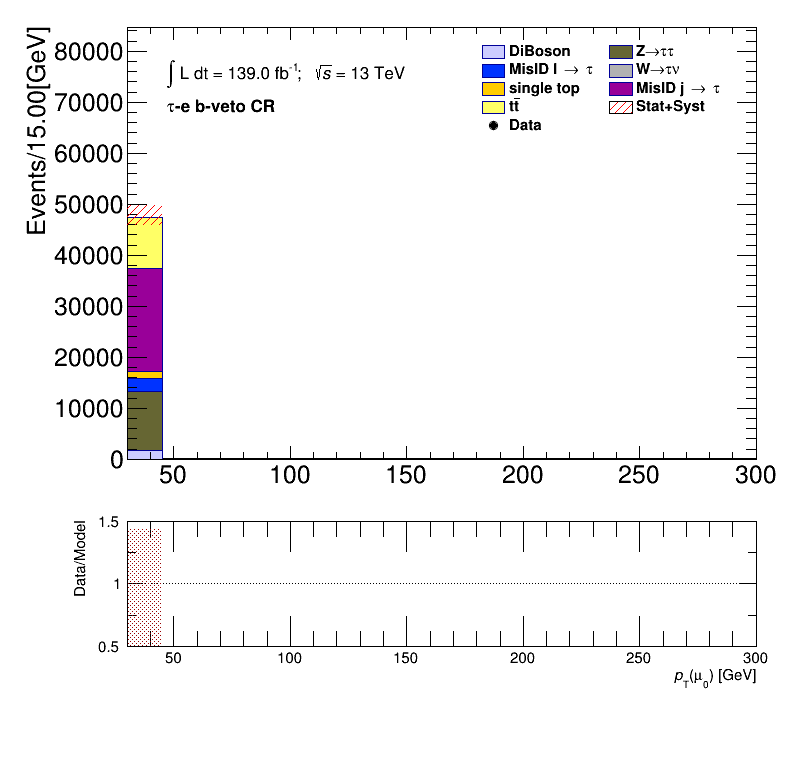 Events/15.00[GeV]
80000
70000
60000
50000
40000
30000
20000
10000
0
∫ L dt = 139.0 fb⁻¹; √s = 13 TeV
τ-e b-veto CR
DiBoson
MisID l → τ
single top
tt̄
Data
Z→ττ
W→τν
MisID j → τ
Stat+Syst
50 100 150 200 250 300
Data/Model
1.5
1
0.5
50 100 150 200 250 300
p_T(μ_0) [GeV]